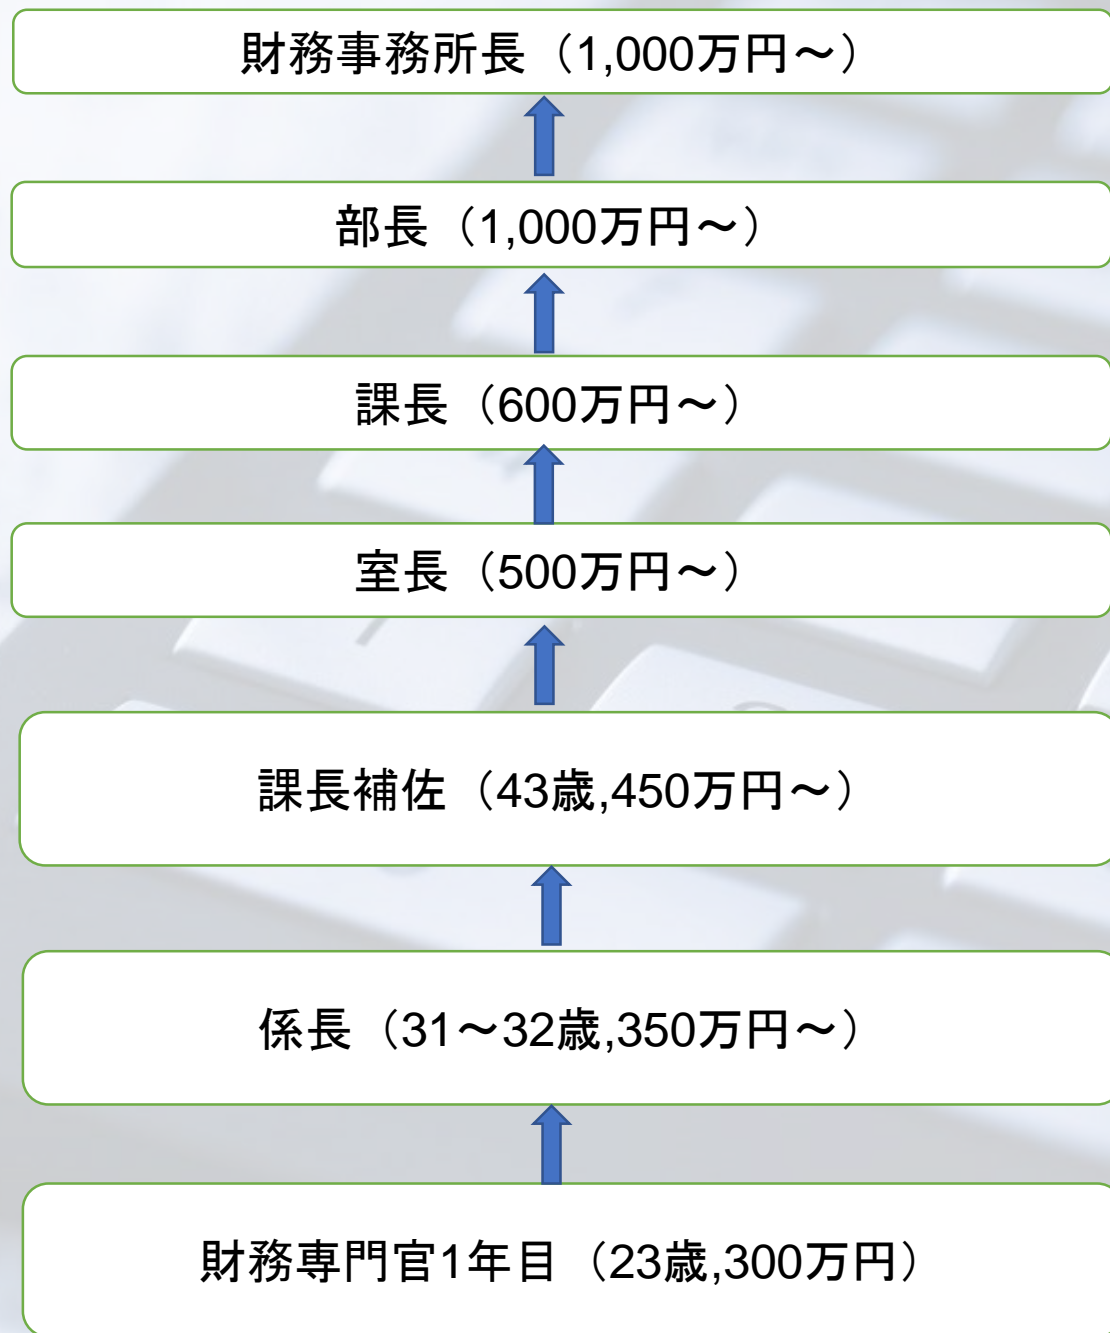 財務事務所長（1,000万円～）
部長（1,000万円～）
課長（600万円～）
室長（500万円～）
課長補佐（43歳,450万円～）
係長（31～32歳,350万円～）
財務専門官1年目（23歳,300万円）